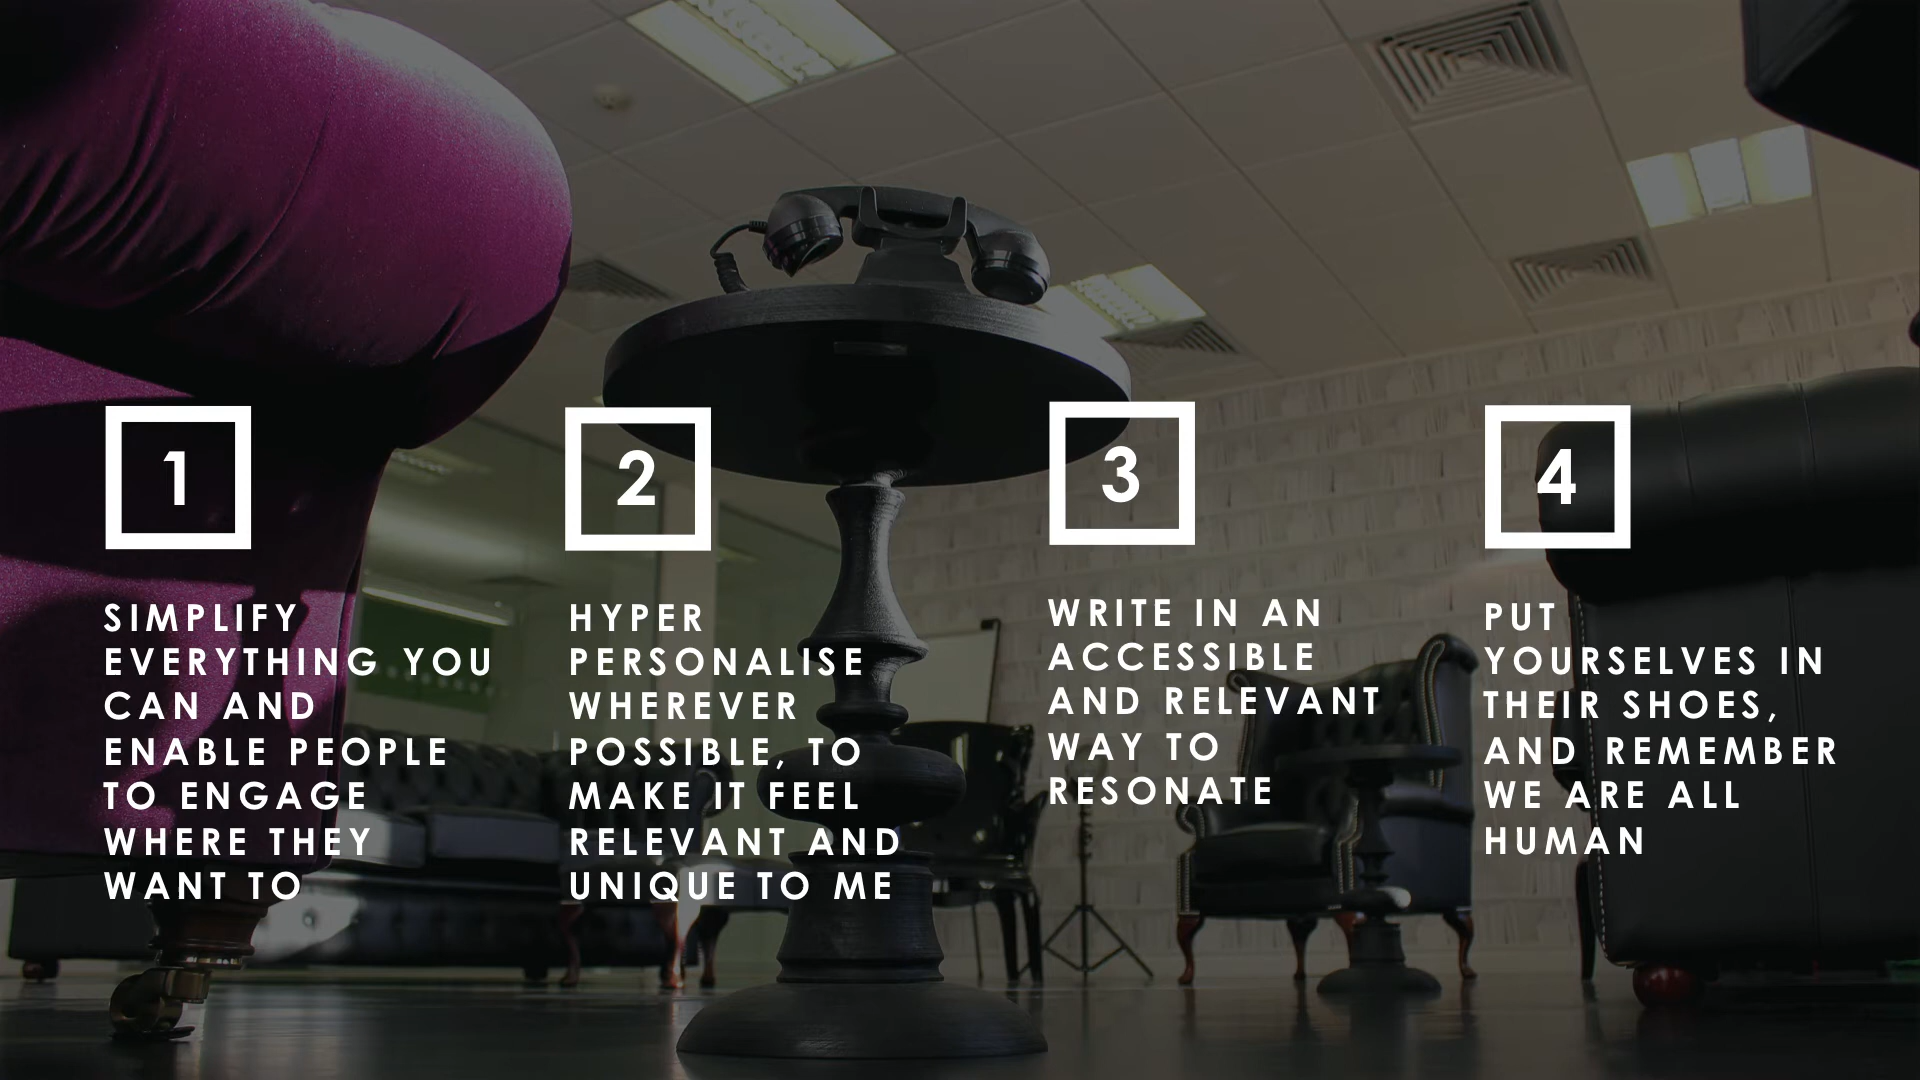 1
SIMPLIFY
EVERYTHING YOU
CAN AND
ENABLE PEOPLE
TO ENGAGE
WHERE THEY
WANT TO
2
HYPER
PERSONALISE
WHEREVER
POSSIBLE, TO
MAKE IT FEEL
RELEVANT AND
UNIQUE TO ME
3
WRITE IN AN
ACCESSIBLE
AND RELEVANT
WAY TO
RESONATE
4
PUT
YOURSELVES IN
THEIR SHOES,
AND REMEMBER
WE ARE ALL
HUMAN